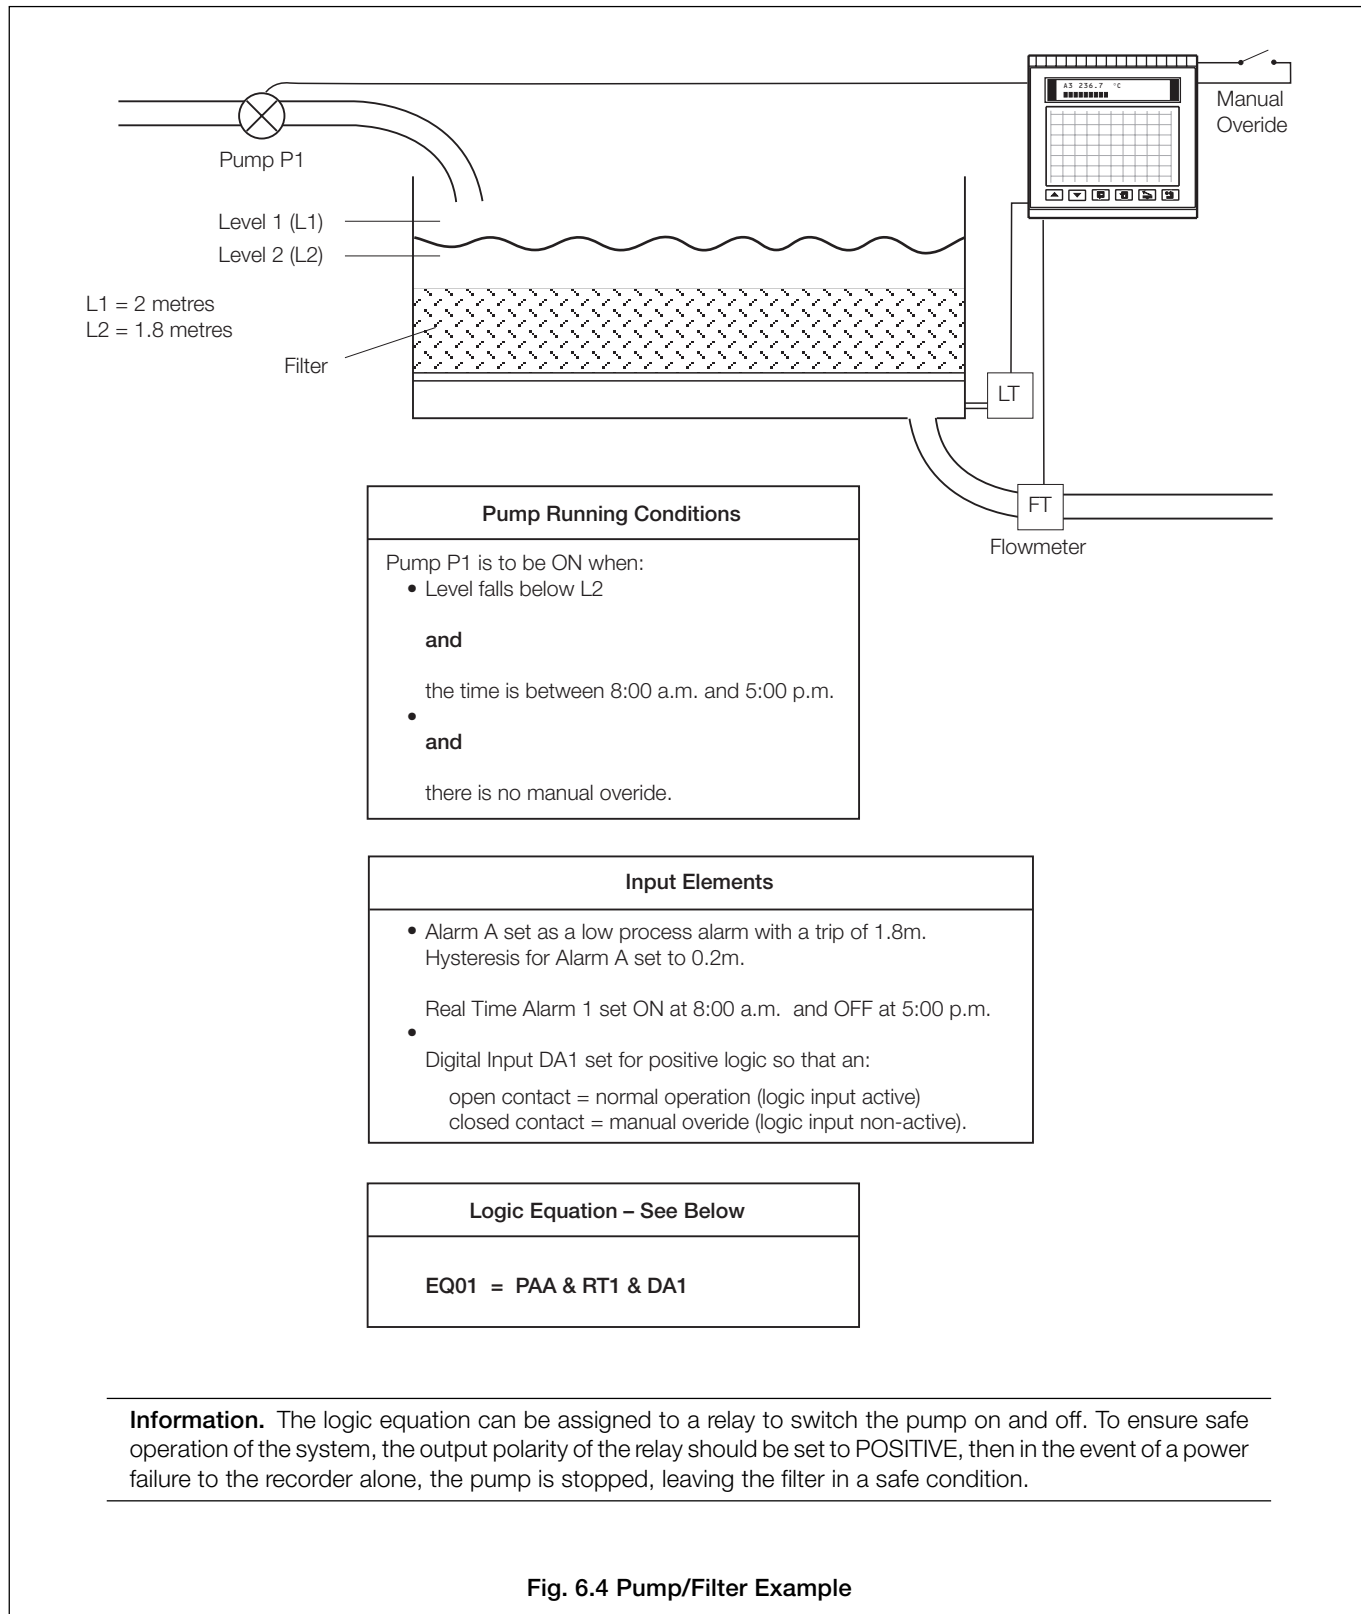 A3 236.7 °C
Manual
Overide
Pump P1
Level 1 (L1)
Level 2 (L2)
L1 = 2 metres
L2 = 1.8 metres
Filter
LT
FT
Flowmeter
Pump Running Conditions
Pump P1 is to be ON when:
• Level falls below L2
and
the time is between 8:00 a.m. and 5:00 p.m.
•
and
there is no manual overide.
Input Elements
• Alarm A set as a low process alarm with a trip of 1.8m.
Hysteresis for Alarm A set to 0.2m.
Real Time Alarm 1 set ON at 8:00 a.m. and OFF at 5:00 p.m.
•
Digital Input DA1 set for positive logic so that an:
open contact = normal operation (logic input active)
closed contact = manual overide (logic input non-active).
Logic Equation – See Below
EQ01 = PAA & RT1 & DA1
Information. The logic equation can be assigned to a relay to switch the pump on and off. To ensure safe
operation of the system, the output polarity of the relay should be set to POSITIVE, then in the event of a power
failure to the recorder alone, the pump is stopped, leaving the filter in a safe condition.
Fig. 6.4 Pump/Filter Example